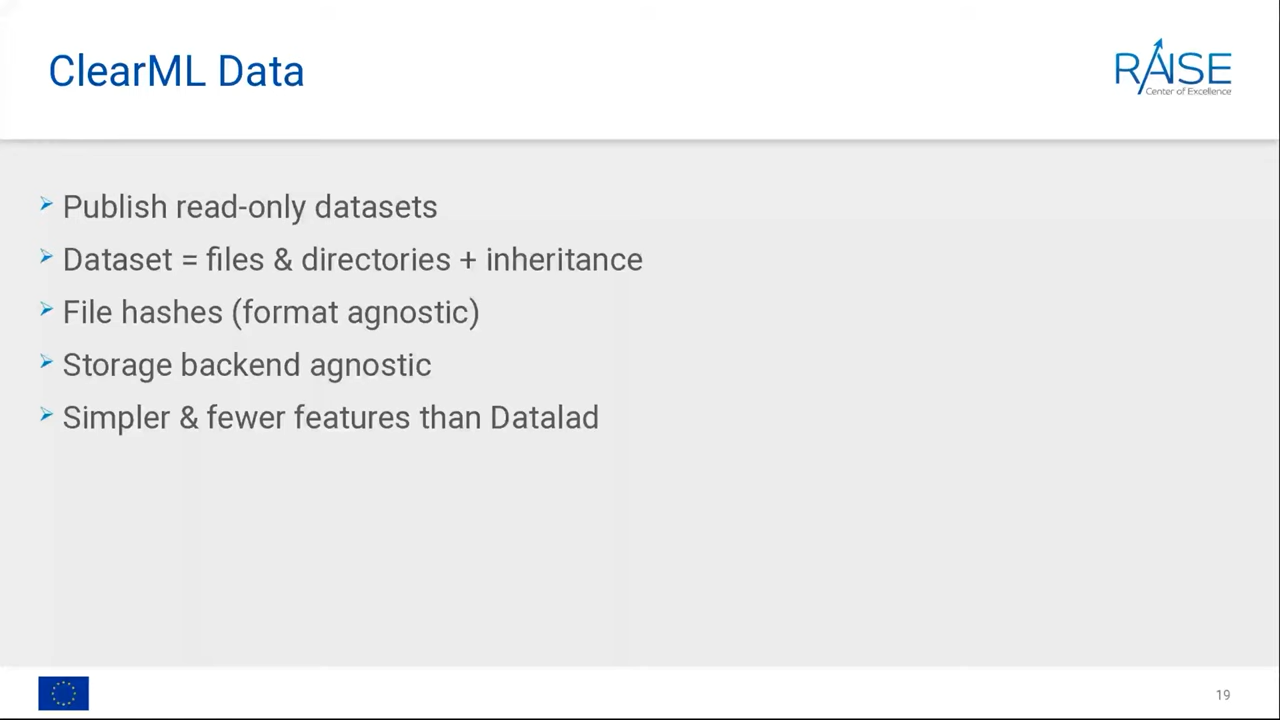 ClearML Data
RAISE
Center of Excellence
Publish read-only datasets
Dataset = files & directories + inheritance
File hashes (format agnostic)
Storage backend agnostic
Simpler & fewer features than Datalad
19